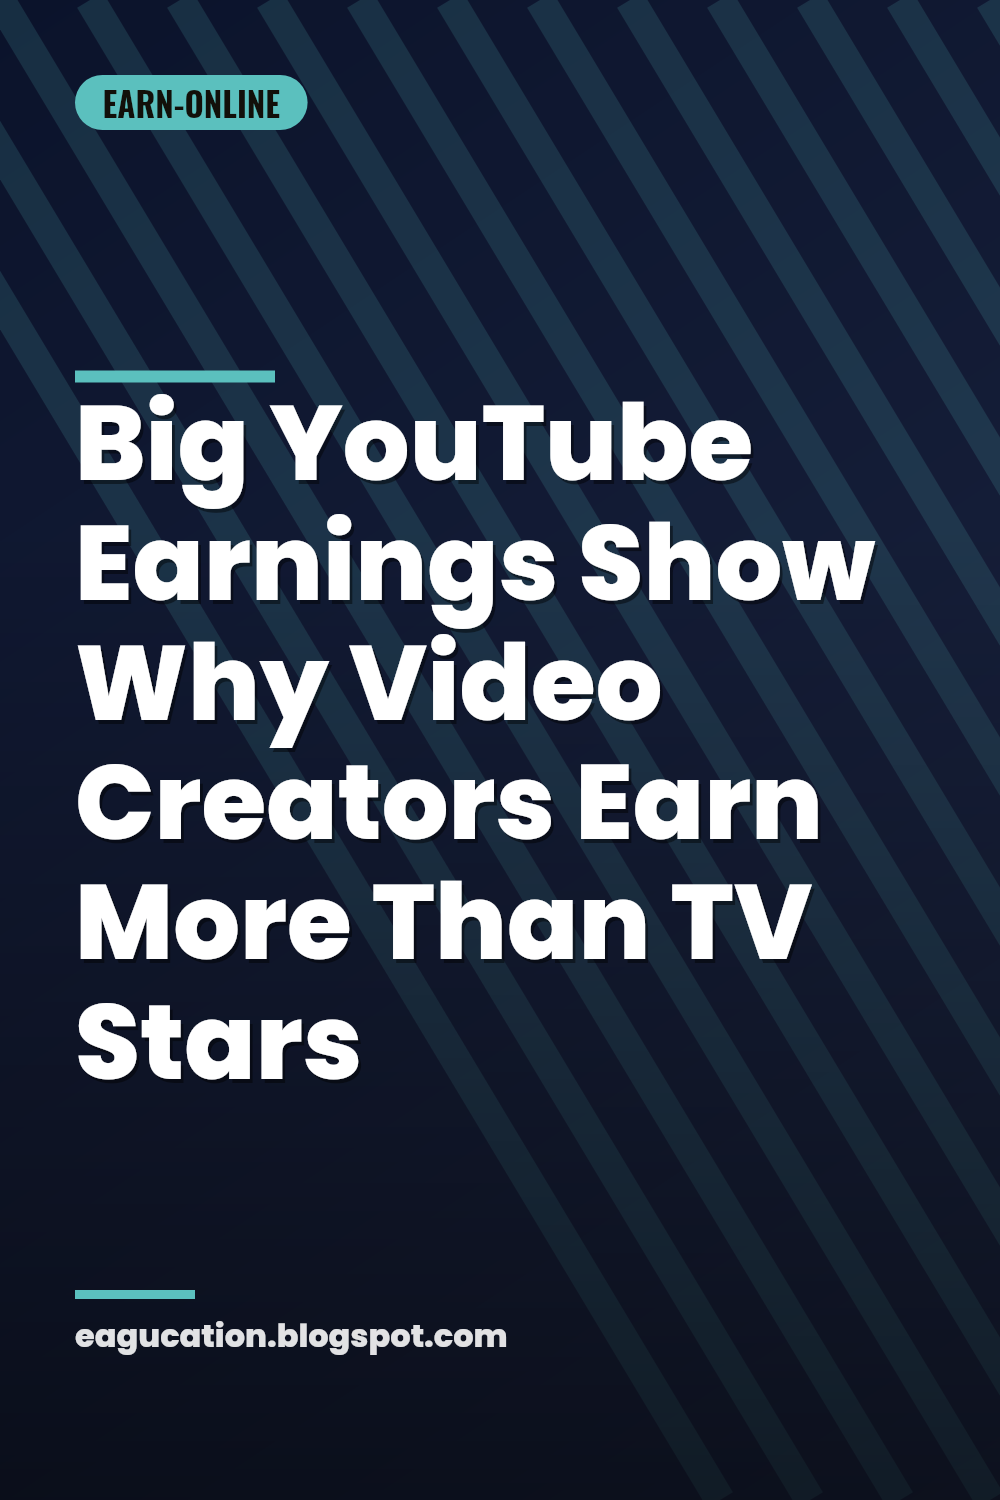 EARN-ONLINE
Big YouTube
Earnings Show
Why Video
Creators Earn
More Than TV
Stars
eagucation.blogspot.com